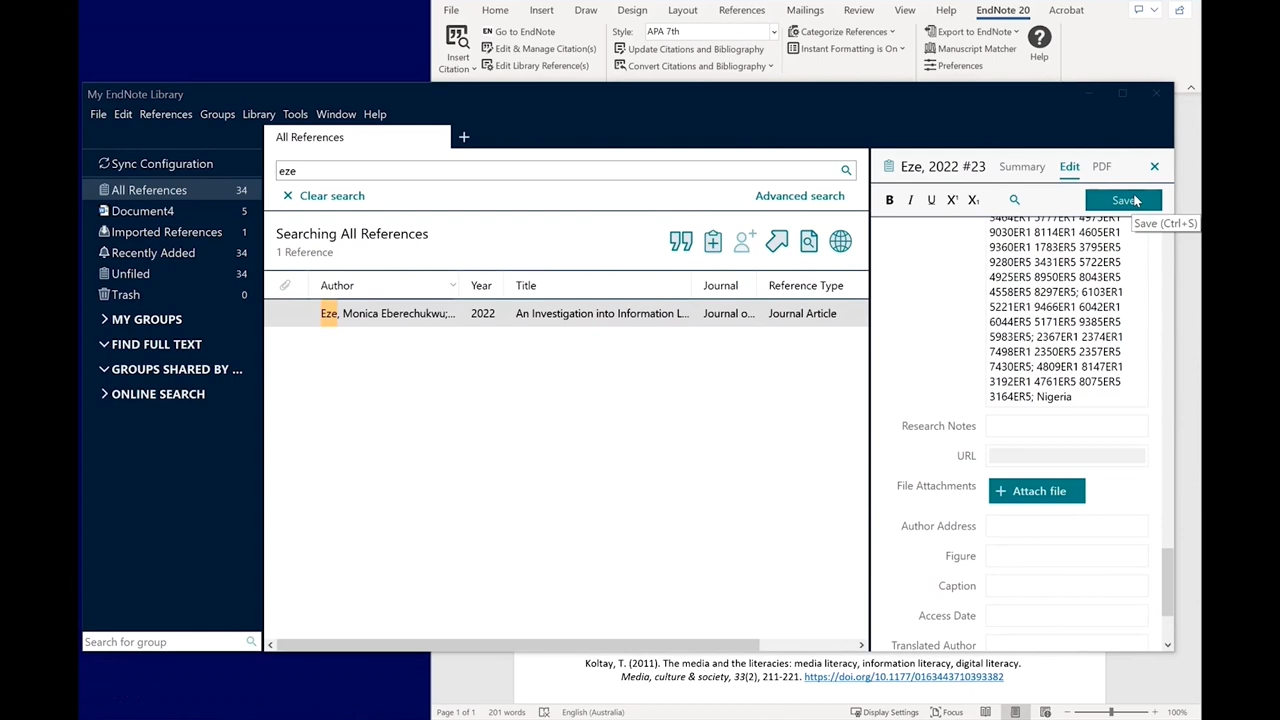 File Home Insert Draw Design Layout References Mailings Review View Help EndNote 20 Acrobat
EN Go to EndNote
Edit & Manage Citation(s)
Edit Library Reference(s)
Insert
Citation
Style: APA 7th
Update Citations and Bibliography
Convert Citations and Bibliography
Categorize References
Instant Formatting is On
Export to EndNote
Manuscript Matcher
Preferences
Help
My EndNote Library
File Edit References Groups Library Tools Window Help
Sync Configuration
All References 34
Document4 5
Imported References 1
Recently Added 34
Unfiled 34
Trash 0
MY GROUPS
FIND FULL TEXT
GROUPS SHARED BY ...
ONLINE SEARCH
Search for group
All References
eze
Clear search
Advanced search
Searching All References
1 Reference
Author Year Title Journal Reference Type
Eze, Monica Eberechukwu;... 2022 An Investigation into Information L... Journal o... Journal Article
Eze, 2022 #23 Summary Edit PDF
B I U X¹ X₁
Save
Save (Ctrl+S)
3464ER1 5777ER1 4975ER1
9030ER1 8114ER1 4605ER1
9360ER1 1783ER5 3795ER5
9280ER5 3431ER5 5722ER5
4925ER5 8950ER5 8043ER5
4558ER5 8297ER5; 6103ER1
5221ER1 9466ER1 6042ER1
6044ER5 5171ER5 9385ER5
5983ER5; 2367ER1 2374ER1
7498ER1 2350ER5 2357ER5
7430ER5; 4809ER1 8147ER1
3192ER1 4761ER5 8075ER5
3164ER5; Nigeria
Research Notes
URL
File Attachments
Attach file
Author Address
Figure
Caption
Access Date
Translated Author
Koltay, T. (2011). The media and the literacies: media literacy, information literacy, digital literacy.
Media, culture & society, 33(2), 211-221. https://doi.org/10.1177/0163443710393382
Page 1 of 1 201 words English (Australia) Display Settings Focus 100%